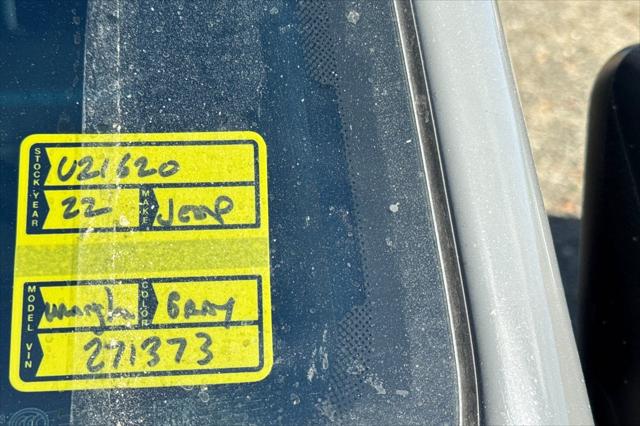 STOCK U21620
YEAR 22 MAKE Jeep
MODEL COLOR Gray
VIN 271373